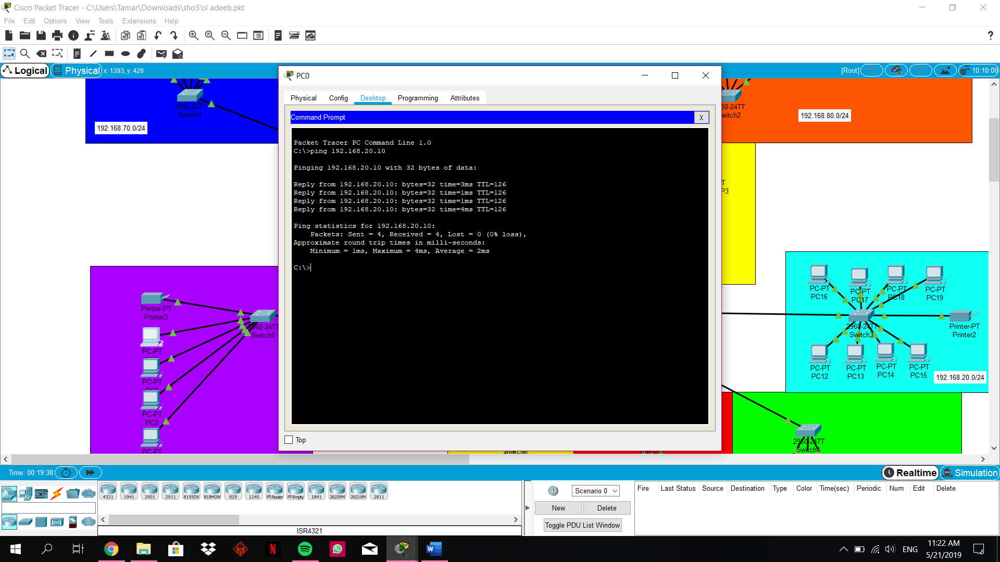 Cisco Packet Tracer - C:\Users\Tamar\Downloads\sho3'ol adeeb.pkt
File Edit Options View Tools Extensions Help
Logical Physical x: 1393, y: 426
[Root] 10:10:00
2960-24TT
Switch1
192.168.70.0/24
PC0
Physical Config Desktop Programming Attributes
Command Prompt X
Packet Tracer PC Command Line 1.0
C:\>ping 192.168.20.10
Pinging 192.168.20.10 with 32 bytes of data:
Reply from 192.168.20.10: bytes=32 time=3ms TTL=126
Reply from 192.168.20.10: bytes=32 time=1ms TTL=126
Reply from 192.168.20.10: bytes=32 time=1ms TTL=126
Reply from 192.168.20.10: bytes=32 time=4ms TTL=126
Ping statistics for 192.168.20.10:
Packets: Sent = 4, Received = 4, Lost = 0 (0% loss),
Approximate round trip times in milli-seconds:
Minimum = 1ms, Maximum = 4ms, Average = 2ms
C:\>
Top
60-24TT
witch2
192.168.80.0/24
T
P3
Printer-PT
Printer3
2960-24TT
Switch0
PC-PT
PC-PT
PC1
PC-PT
PC2
PC-PT
PC-PT
PC16
PC-PT
PC17
PC-PT
PC18
PC-PT
PC19
2960-24TT
Switch3
Printer-PT
Printer2
PC-PT
PC12
PC-PT
PC13
PC-PT
PC14
PC-PT
PC15
192.168.20.0/24
2960-24TT
Switch4
Time: 00:19:38
Realtime Simulation
4321 1941 2901 2911 819IOX 819HGW 829 1240 PT-Router PT-Empty 1841 2620XM 2621XM 2811
ISR4321
Scenario 0
New Delete
Toggle PDU List Window
Fire Last Status Source Destination Type Color Time(sec) Periodic Num Edit Delete
ENG
11:22 AM
5/21/2019